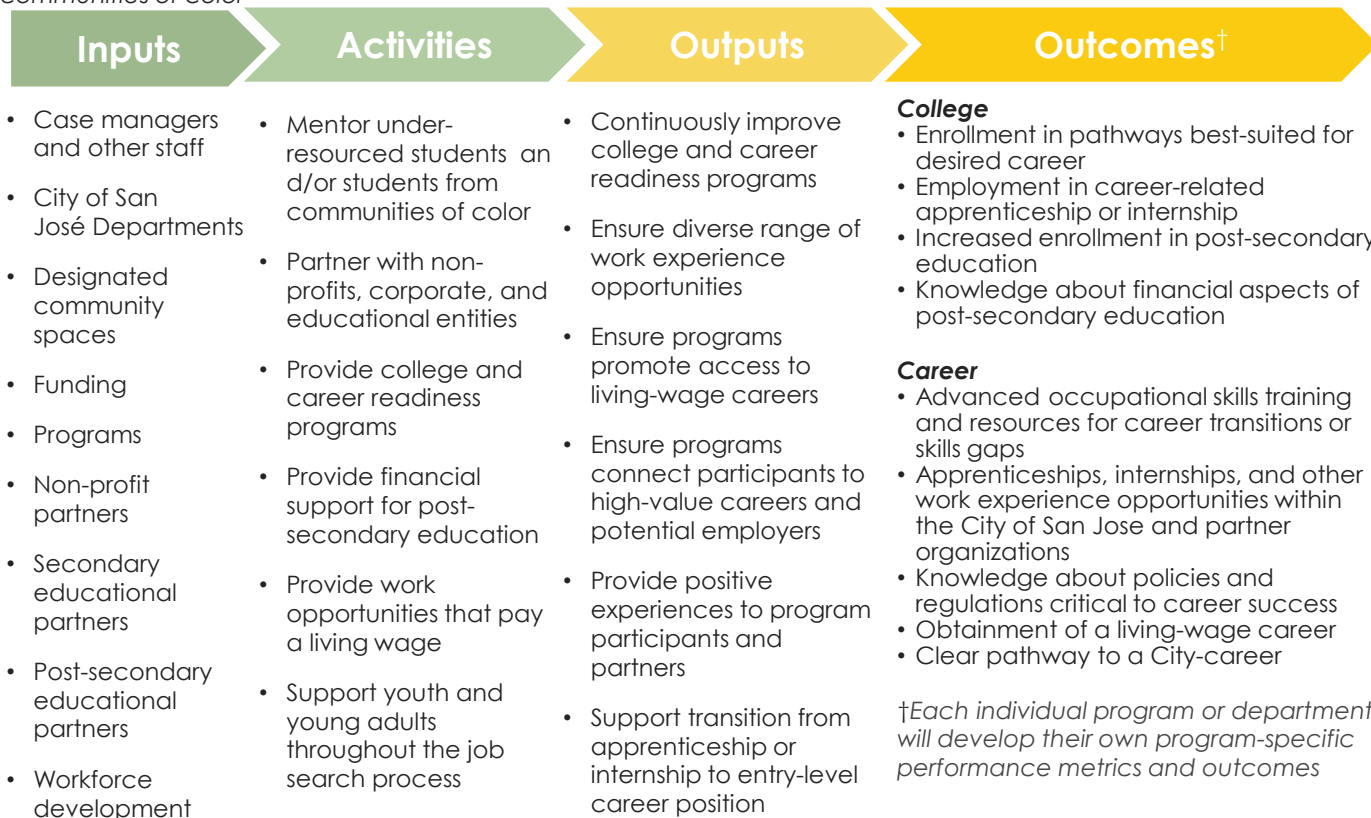 communities of color
Inputs
Activities
Outputs
Outcomes†
• Case managers
and other staff
• City of San
José Departments
• Designated
community
spaces
• Funding
• Programs
• Non-profit
partners
• Secondary
educational
partners
• Post-secondary
educational
partners
• Workforce
development
• Mentor under-
resourced students an
d/or students from
communities of color
• Partner with non-
profits, corporate, and
educational entities
• Provide college and
career readiness
programs
• Provide financial
support for post-
secondary education
• Provide work
opportunities that pay
a living wage
• Support youth and
young adults
throughout the job
search process
• Continuously improve
college and career
readiness programs
• Ensure diverse range of
work experience
opportunities
• Ensure programs
promote access to
living-wage careers
• Ensure programs
connect participants to
high-value careers and
potential employers
• Provide positive
experiences to program
participants and
partners
• Support transition from
apprenticeship or
internship to entry-level
career position
College
• Enrollment in pathways best-suited for
desired career
• Employment in career-related
apprenticeship or internship
• Increased enrollment in post-secondary
education
• Knowledge about financial aspects of
post-secondary education
Career
• Advanced occupational skills training
and resources for career transitions or
skills gaps
• Apprenticeships, internships, and other
work experience opportunities within
the City of San Jose and partner
organizations
• Knowledge about policies and
regulations critical to career success
• Obtainment of a living-wage career
• Clear pathway to a City-career
†Each individual program or department
will develop their own program-specific
performance metrics and outcomes